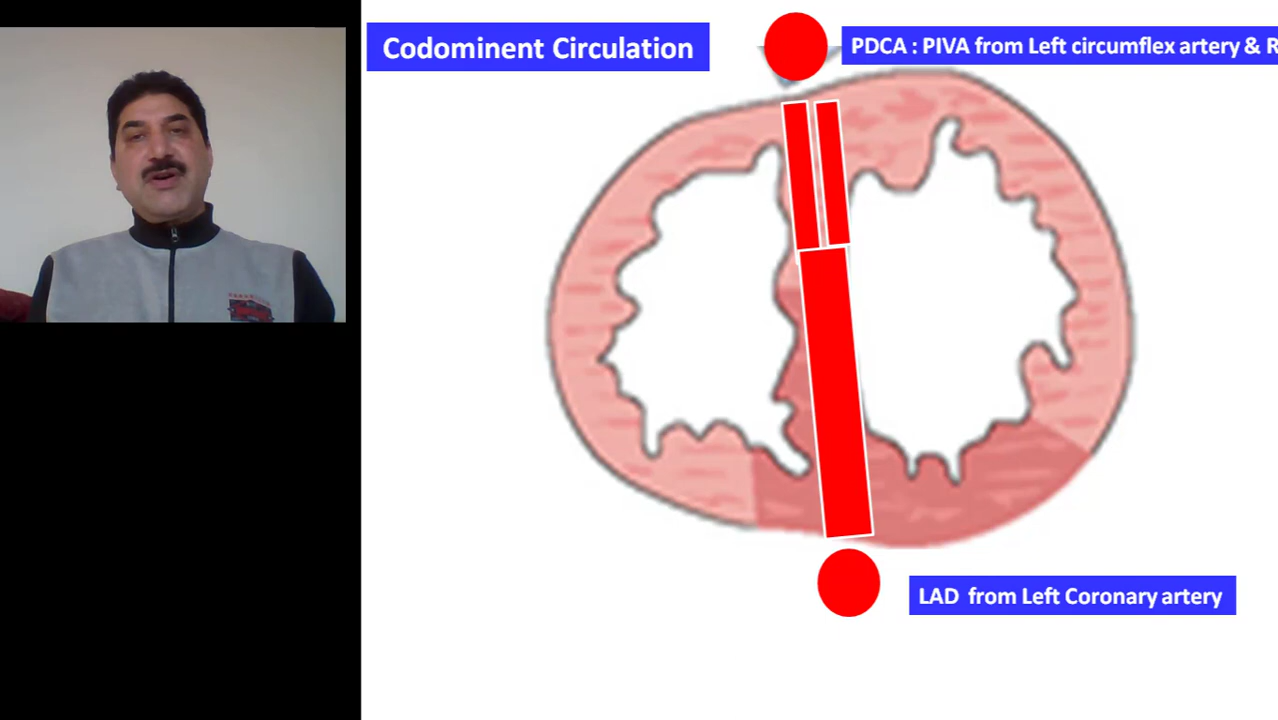 Codominent Circulation
PDCA : PIVA from Left circumflex artery & R
LAD from Left Coronary artery